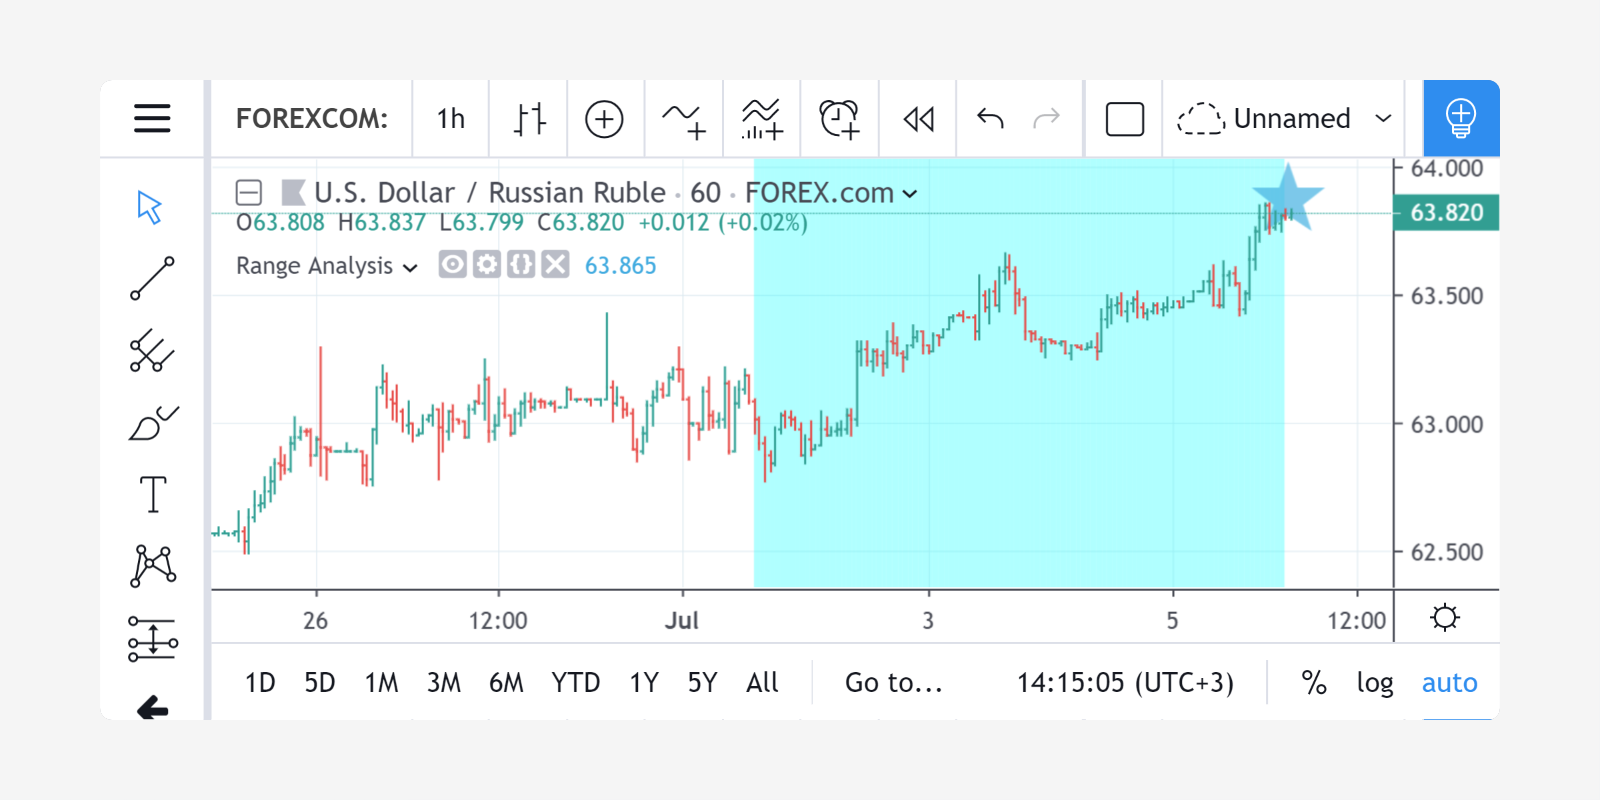 FOREXCOM: 1h Unnamed
U.S. Dollar / Russian Ruble · 60 · FOREX.com
O63.808 H63.837 L63.799 C63.820 +0.012 (+0.02%)
Range Analysis 63.865
64.000
63.820
63.500
63.000
62.500
26 12:00 Jul 3 5 12:00
1D 5D 1M 3M 6M YTD 1Y 5Y All Go to... 14:15:05 (UTC+3) % log auto